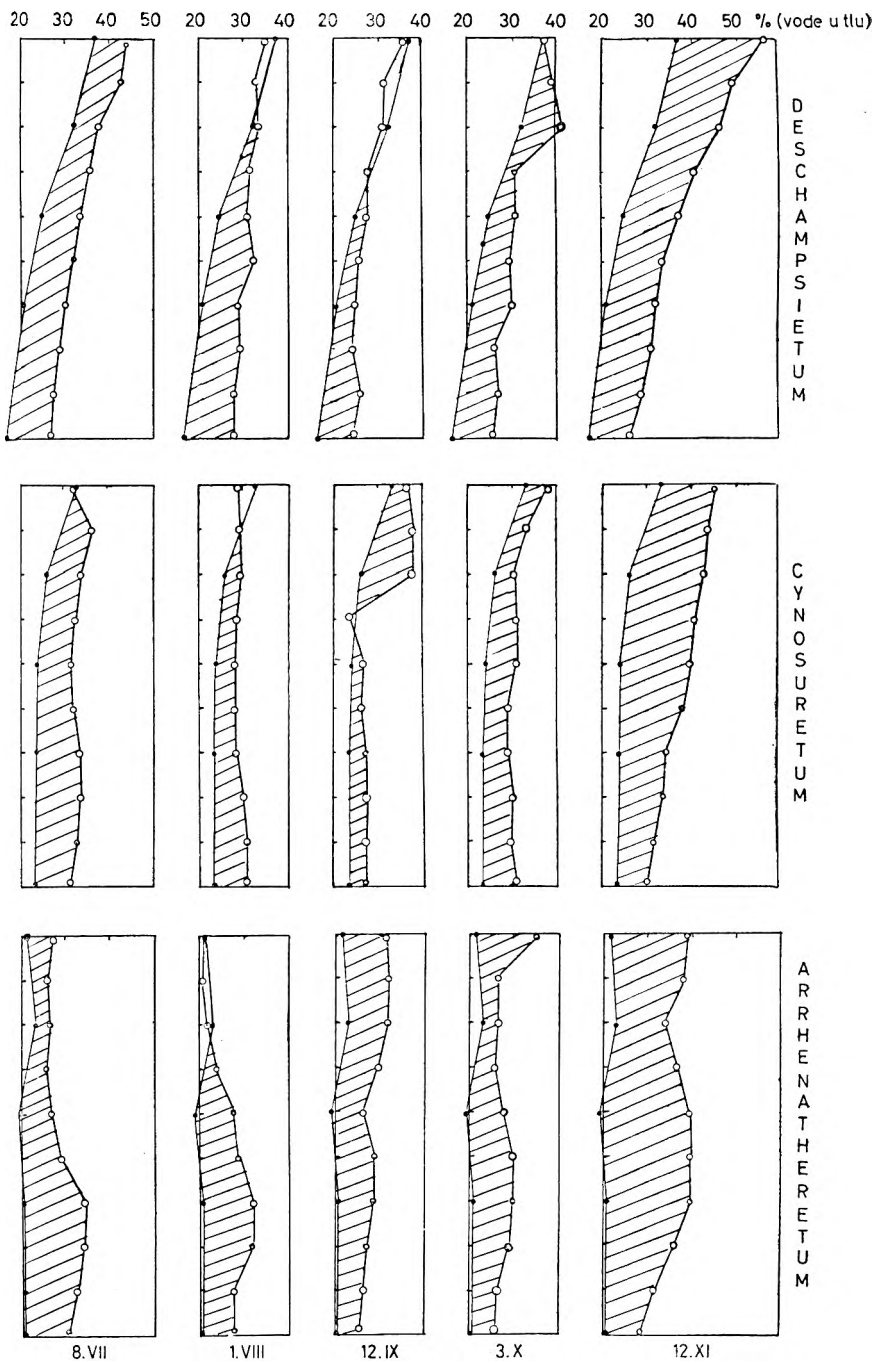 20 30 40 50 20 30 40 20 30 40 20 30 40 20 30 40 50 % (vode u tlu)
DESCHAMPSIETUM
CYNOSURETUM
ARRHENATHERETUM
8.VII 1.VIII 12.IX 3.X 12.XI